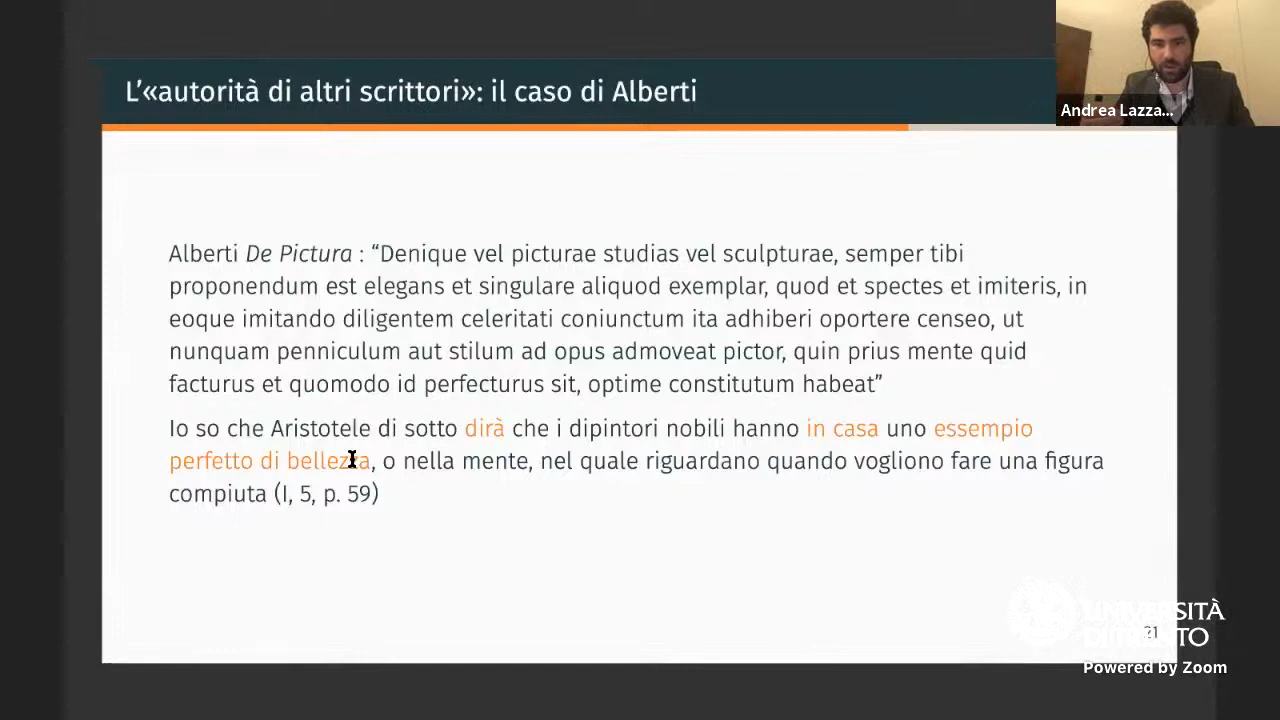 L’«autorità di altri scrittori»: il caso di Alberti
Andrea Lazza...
Alberti De Pictura : “Denique vel picturae studias vel sculpturae, semper tibi
proponendum est elegans et singulare aliquod exemplar, quod et spectes et imiteris, in
eoque imitando diligentem celeritati coniunctum ita adhiberi oportere censeo, ut
nunquam penniculum aut stilum ad opus admoveat pictor, quin prius mente quid
facturus et quomodo id perfecturus sit, optime constitutum habeat”
Io so che Aristotele di sotto dirà che i dipintori nobili hanno in casa uno essempio
perfetto di bellezza, o nella mente, nel quale riguardano quando vogliono fare una figura
compiuta (I, 5, p. 59)
UNIVERSITÀ
DI TRENTO
21
Powered by Zoom